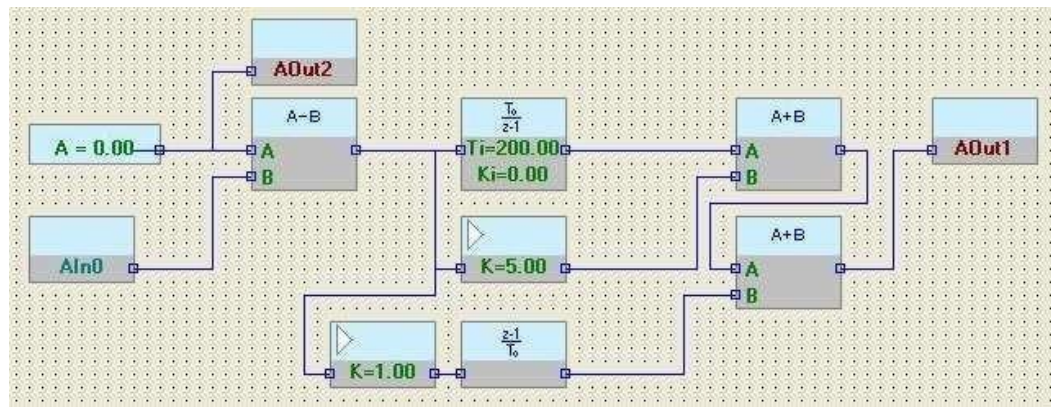 AOut2
A-B
A
B
A = 0.00
AIn0
T₀
z-1
Ti=200.00
Ki=0.00
K=5.00
K=1.00
z-1
T₀
A+B
A
B
A+B
A
B
AOut1